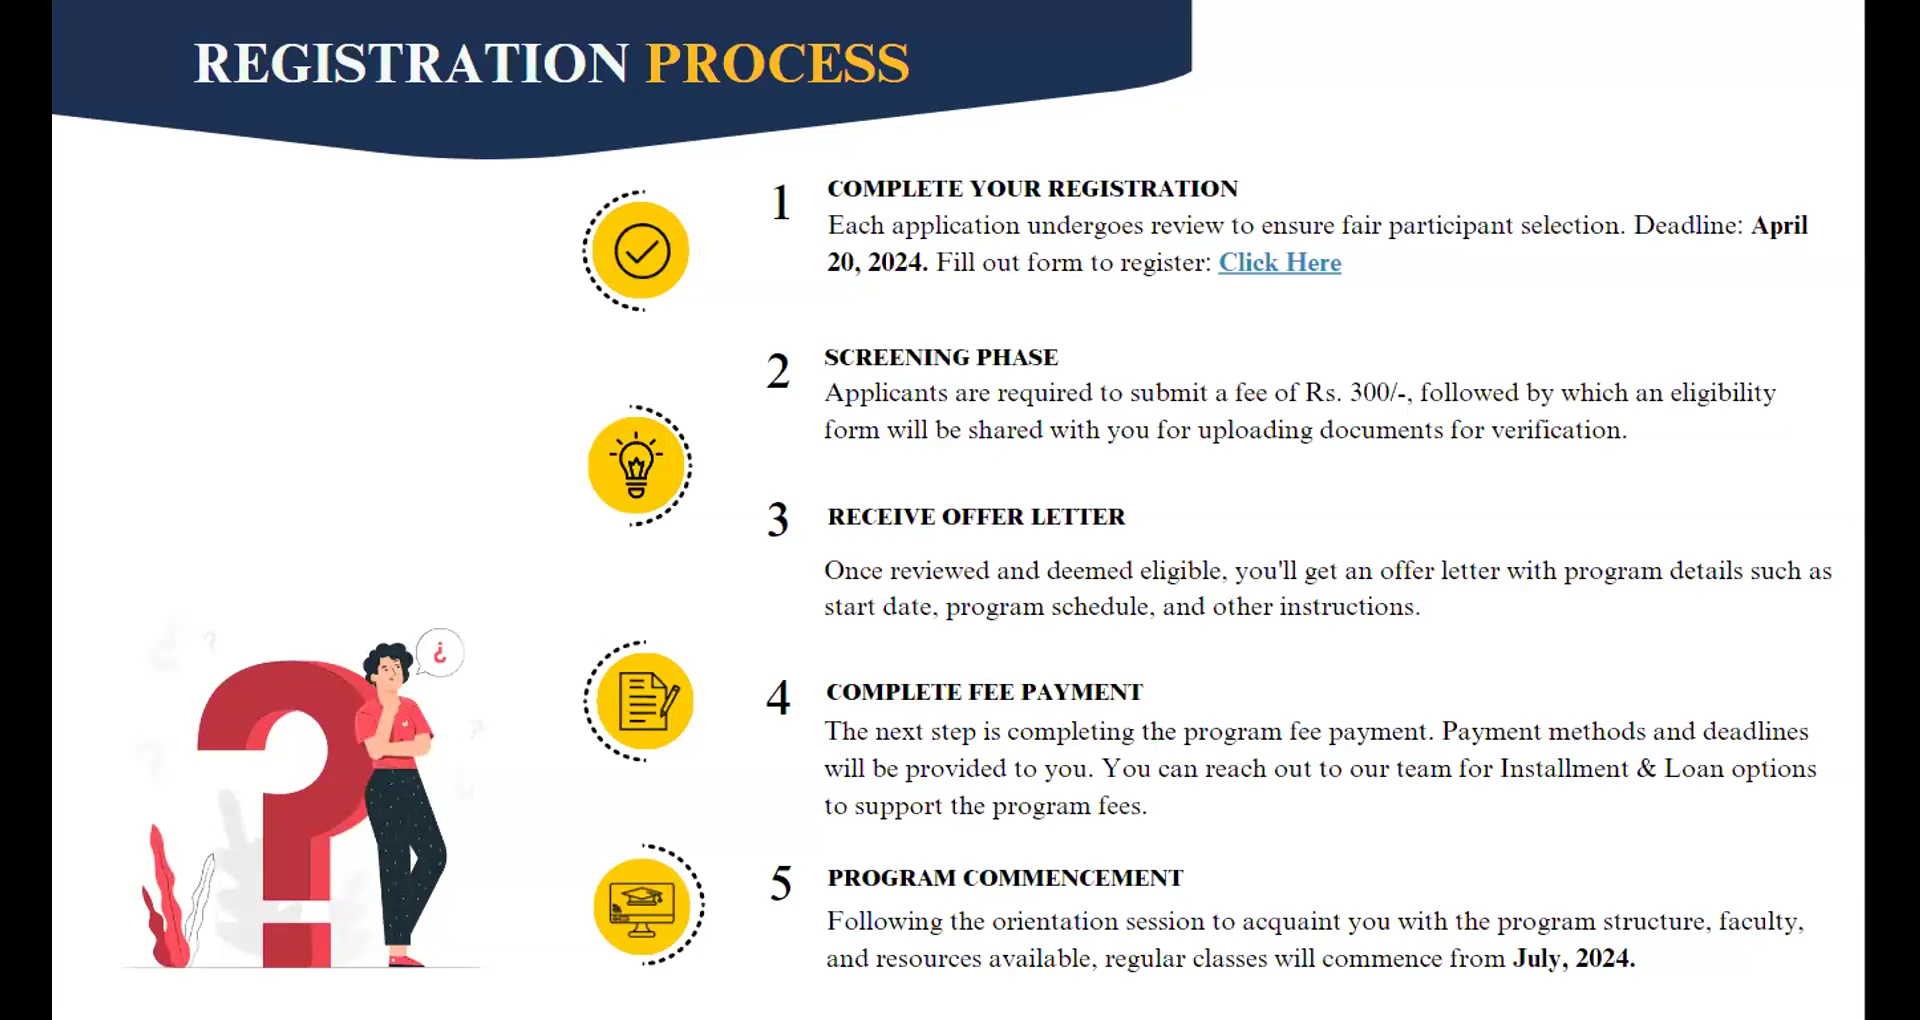 REGISTRATION PROCESS
1
COMPLETE YOUR REGISTRATION
Each application undergoes review to ensure fair participant selection. Deadline: April
20, 2024. Fill out form to register: Click Here
2
SCREENING PHASE
Applicants are required to submit a fee of Rs. 300/-, followed by which an eligibility
form will be shared with you for uploading documents for verification.
3
RECEIVE OFFER LETTER
Once reviewed and deemed eligible, you'll get an offer letter with program details such as
start date, program schedule, and other instructions.
4
COMPLETE FEE PAYMENT
The next step is completing the program fee payment. Payment methods and deadlines
will be provided to you. You can reach out to our team for Installment & Loan options
to support the program fees.
5
PROGRAM COMMENCEMENT
Following the orientation session to acquaint you with the program structure, faculty,
and resources available, regular classes will commence from July, 2024.